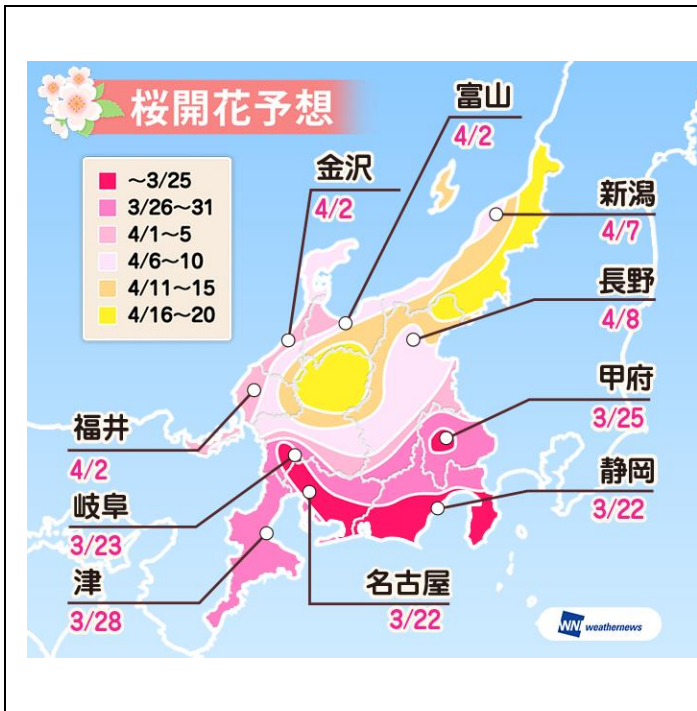 桜開花予想
富山
4/2
金沢
4/2
新潟
4/7
～3/25
3/26～31
4/1～5
4/6～10
4/11～15
4/16～20
長野
4/8
甲府
3/25
福井
4/2
静岡
3/22
岐阜
3/23
津
3/28
名古屋
3/22
WN weathernews